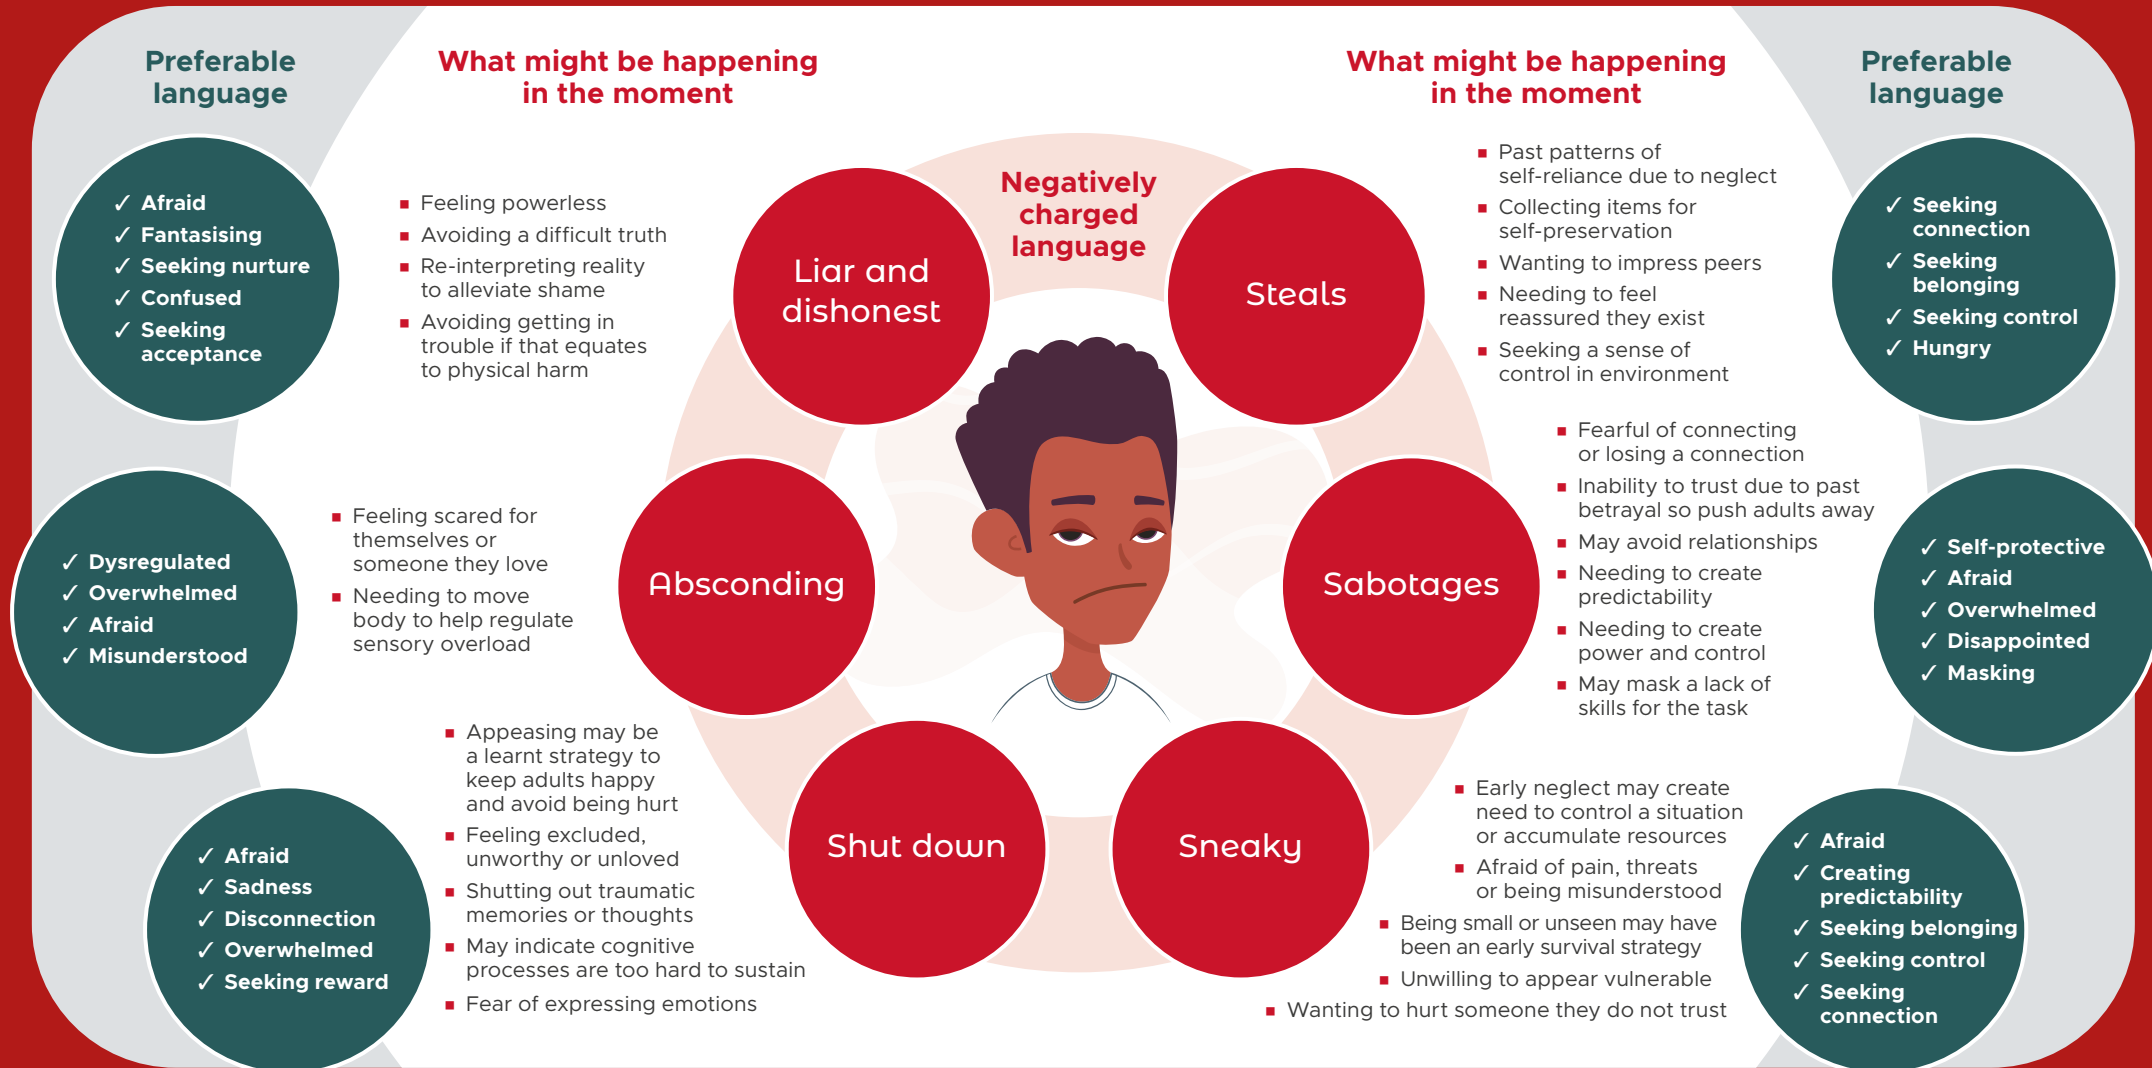 Preferable
language
✓ Afraid
✓ Fantasising
✓ Seeking nurture
✓ Confused
✓ Seeking
acceptance
✓ Dysregulated
✓ Overwhelmed
✓ Afraid
✓ Misunderstood
✓ Afraid
✓ Sadness
✓ Disconnection
✓ Overwhelmed
✓ Seeking reward
What might be happening
in the moment
▪ Feeling powerless
▪ Avoiding a difficult truth
▪ Re-interpreting reality
to alleviate shame
▪ Avoiding getting in
trouble if that equates
to physical harm
▪ Feeling scared for
themselves or
someone they love
▪ Needing to move
body to help regulate
sensory overload
▪ Appeasing may be
a learnt strategy to
keep adults happy
and avoid being hurt
▪ Feeling excluded,
unworthy or unloved
▪ Shutting out traumatic
memories or thoughts
▪ May indicate cognitive
processes are too hard to sustain
▪ Fear of expressing emotions
Negatively
charged
language
Liar and
dishonest
Steals
Absconding
Sabotages
Shut down
Sneaky
What might be happening
in the moment
▪ Past patterns of
self-reliance due to neglect
▪ Collecting items for
self-preservation
▪ Wanting to impress peers
▪ Needing to feel
reassured they exist
▪ Seeking a sense of
control in environment
▪ Fearful of connecting
or losing a connection
▪ Inability to trust due to past
betrayal so push adults away
▪ May avoid relationships
▪ Needing to create
predictability
▪ Needing to create
power and control
▪ May mask a lack of
skills for the task
▪ Early neglect may create
need to control a situation
or accumulate resources
▪ Afraid of pain, threats
or being misunderstood
▪ Being small or unseen may have
been an early survival strategy
▪ Unwilling to appear vulnerable
▪ Wanting to hurt someone they do not trust
Preferable
language
✓ Seeking
connection
✓ Seeking
belonging
✓ Seeking control
✓ Hungry
✓ Self-protective
✓ Afraid
✓ Overwhelmed
✓ Disappointed
✓ Masking
✓ Afraid
✓ Creating
predictability
✓ Seeking belonging
✓ Seeking control
✓ Seeking
connection